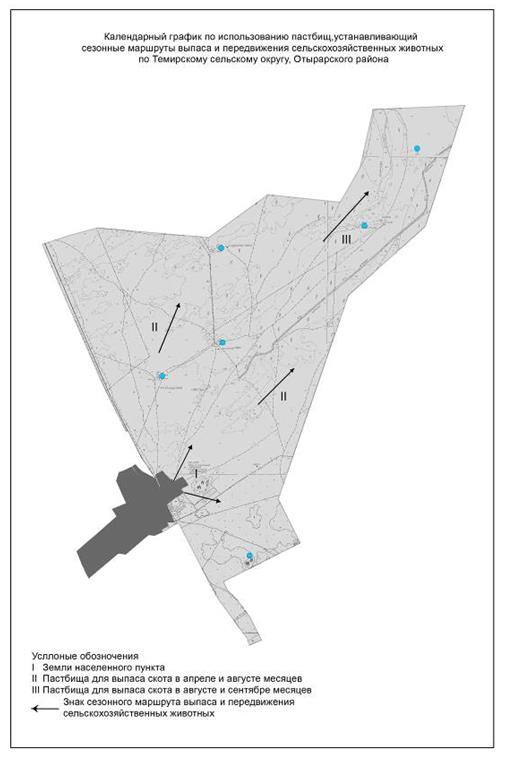 Календарный график по использованию пастбищ,устанавливающий
сезонные маршруты выпаса и передвижения сельскохозяйственных животных
по Темирскому сельскому округу, Отырарского района
III
II
II
I
Усллоные обозначения
I Земли населенного пункта
II Пастбища для выпаса скота в апреле и августе месяцев
III Пастбища для выпаса скота в августе и сентябре месяцев
Знак сезонного маршрута выпаса и передвижения
сельскохозяйственных животных